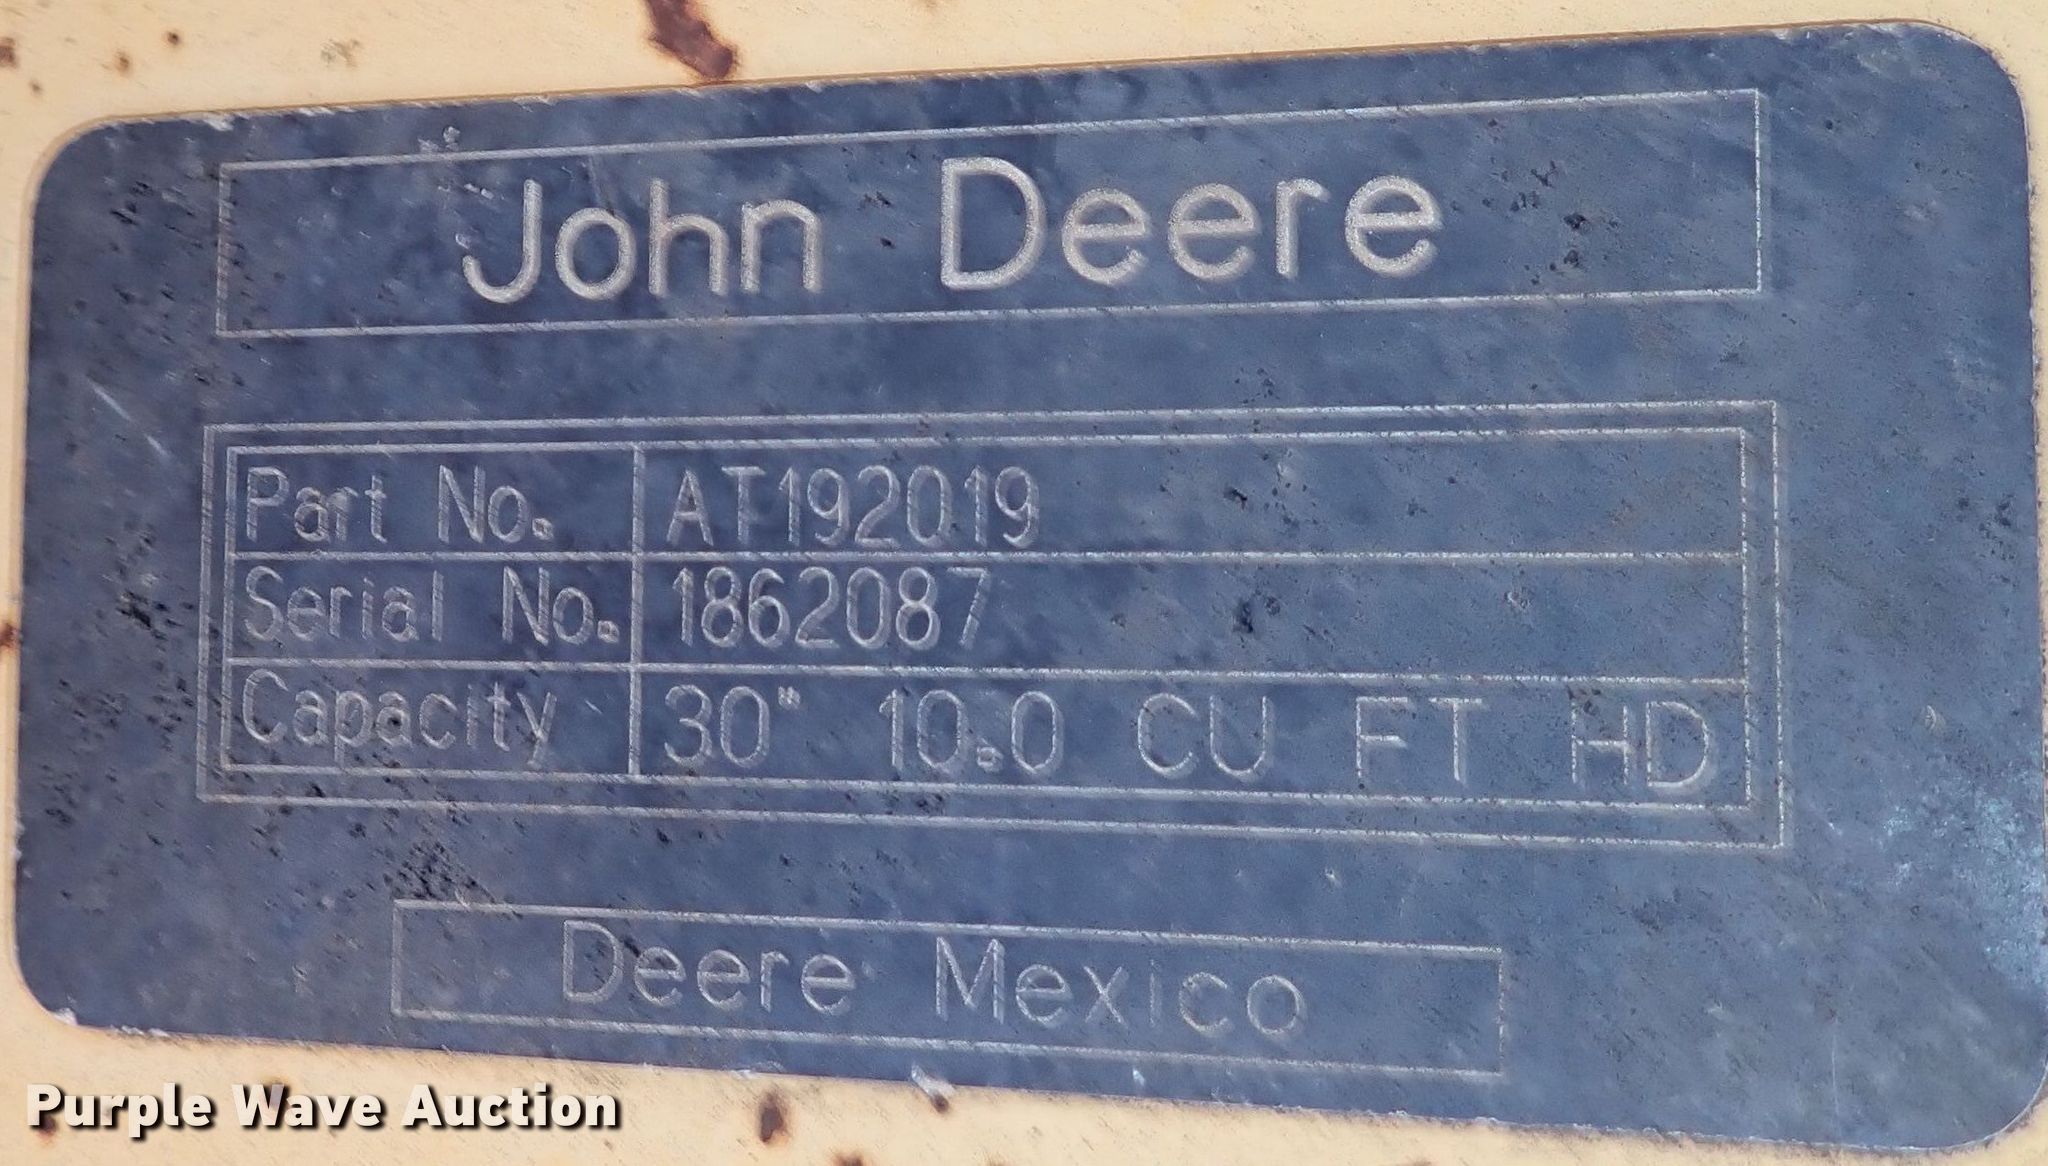 John Deere
Part No. AT192019
Serial No. 1862087
Capacity 30" 10.0 CU FT HD
Deere Mexico
Purple Wave Auction